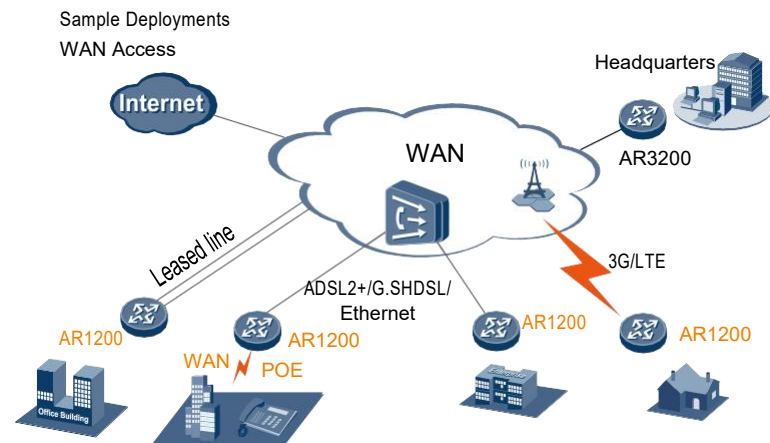 Sample Deployments
WAN Access
Headquarters
Internet
WAN
AR3200
Leased line
3G/LTE
ADSL2+/G.SHDSL/
Ethernet
AR1200
AR1200
AR1200
AR1200
WAN
POE
Office Building